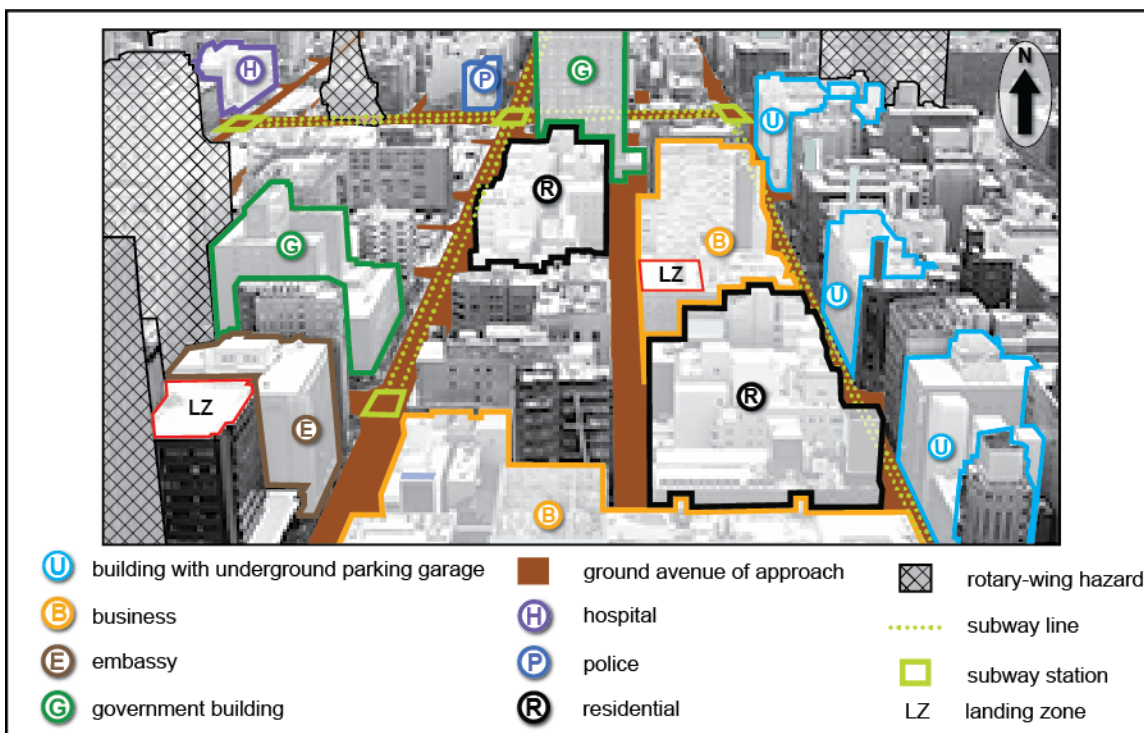 N
H
P
G
U
R
G
B
LZ
U
LZ
R
E
U
B
U building with underground parking garage
B business
E embassy
G government building
ground avenue of approach
H hospital
P police
R residential
rotary-wing hazard
subway line
subway station
LZ landing zone